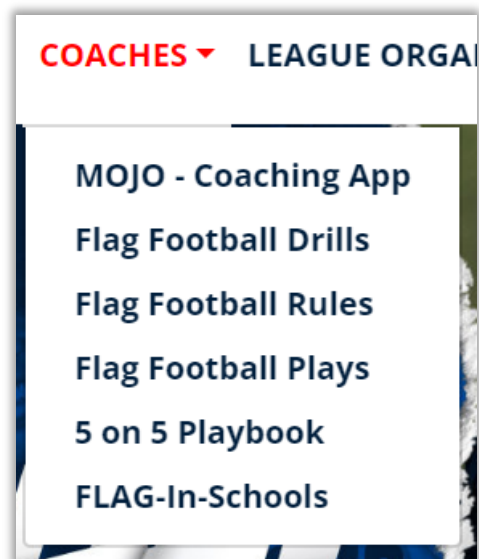 COACHES LEAGUE
MOJO - Coaching App
Flag Football Drills
Flag Football Rules
Flag Football Plays
5 on 5 Playbook
FLAG-In-Schools